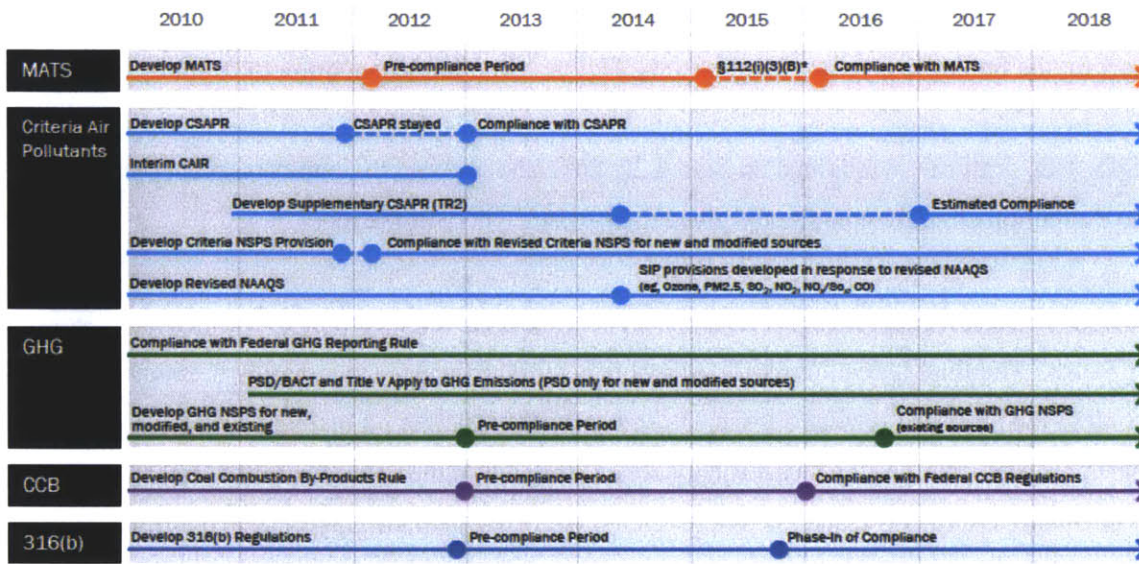 2010 2011 2012 2013 2014 2015 2016 2017 2018
MATS
Develop MATS Pre-compliance Period §112(i)(3)(B)* Compliance with MATS
Criteria Air
Pollutants
Develop CSAPR CSAPR stayed Compliance with CSAPR
Interim CAIR
Develop Supplementary CSAPR (TR2) Estimated Compliance
Develop Criteria NSPS Provision Compliance with Revised Criteria NSPS for new and modified sources
Develop Revised NAAQS
SIP provisions developed in response to revised NAAQS
(eg, Ozone, PM2.5, SO₂, NO₂, NOₓ/Soₓ, CO)
GHG
Compliance with Federal GHG Reporting Rule
PSD/BACT and Title V Apply to GHG Emissions (PSD only for new and modified sources)
Develop GHG NSPS for new,
modified, and existing
Pre-compliance Period
Compliance with GHG NSPS
(existing sources)
CCB
Develop Coal Combustion By-Products Rule Pre-compliance Period Compliance with Federal CCB Regulations
316(b)
Develop 316(b) Regulations Pre-compliance Period Phase-in of Compliance